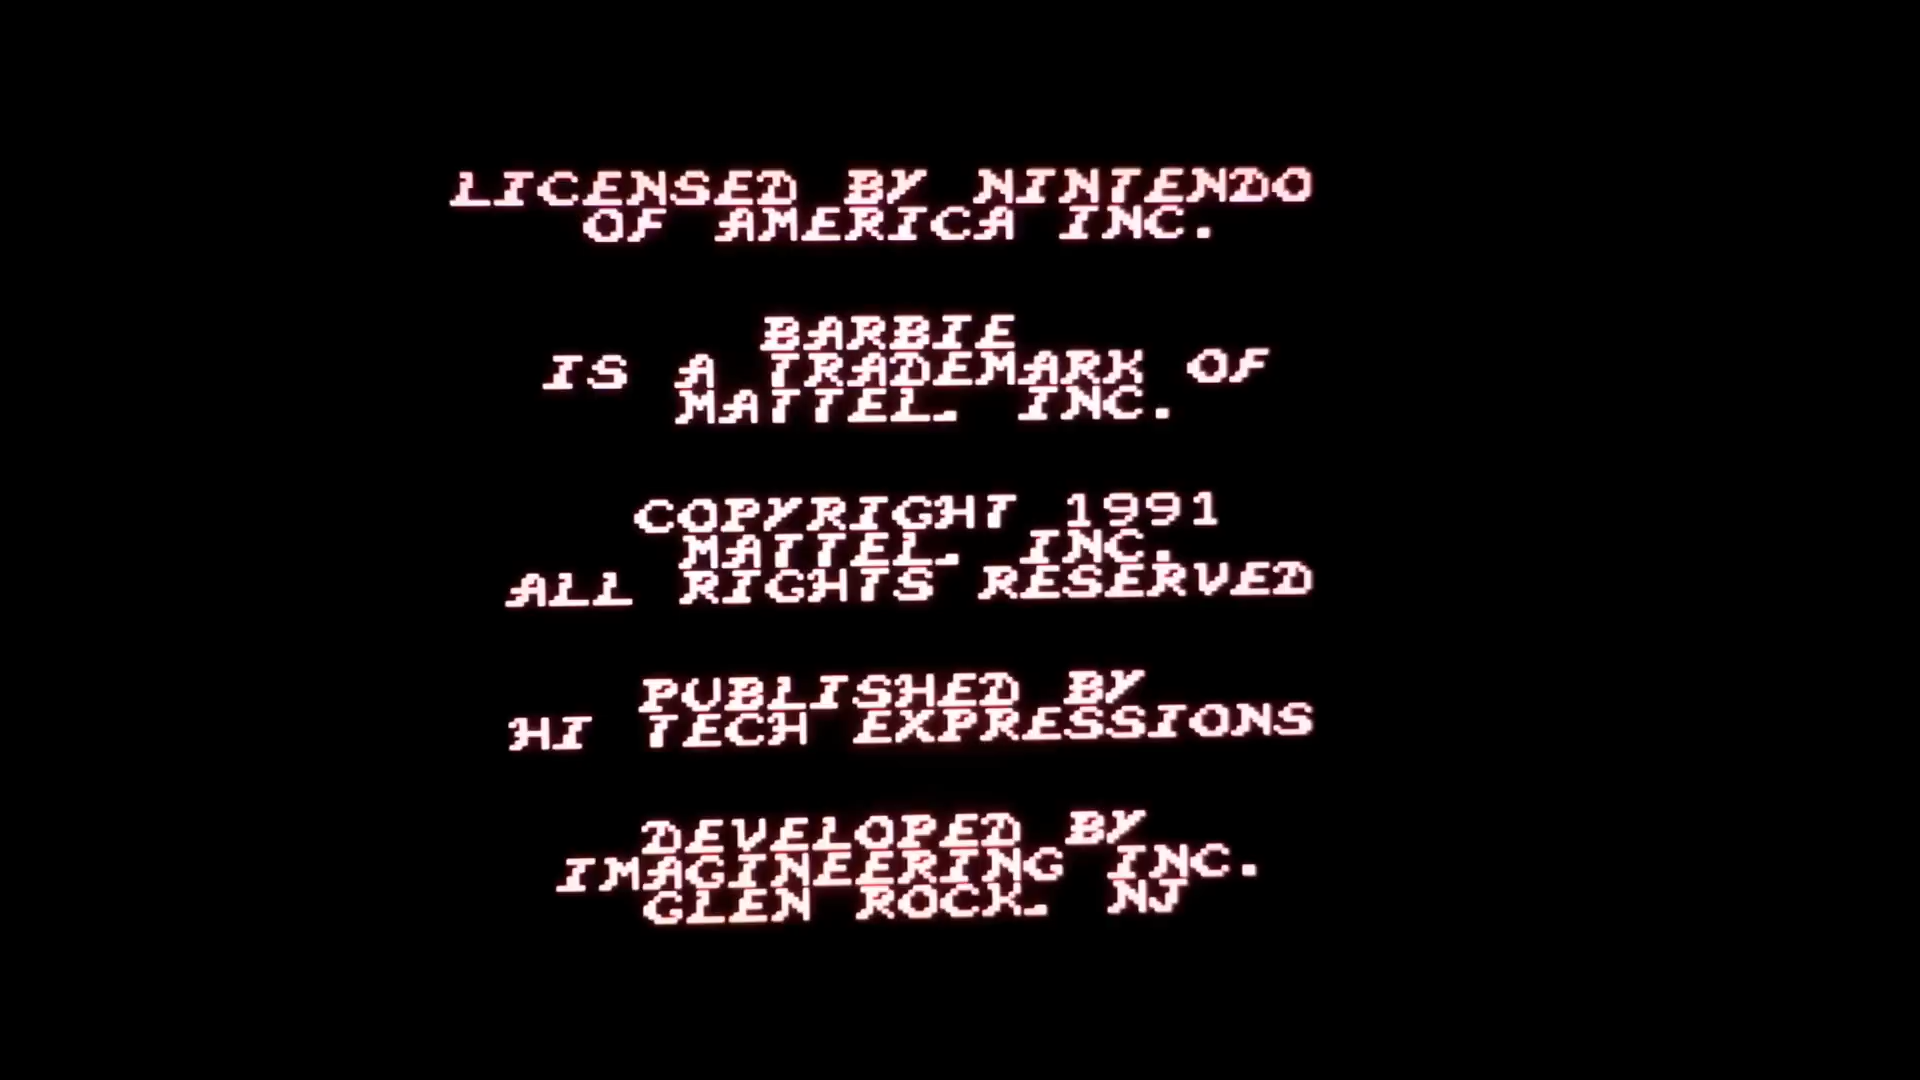 LICENSED BY NINTENDO
OF AMERICA INC.
BARBIE
IS A TRADEMARK OF
MATTEL, INC.
COPYRIGHT 1991
MATTEL, INC.
ALL RIGHTS RESERVED
PUBLISHED BY
HI TECH EXPRESSIONS
DEVELOPED BY
IMAGINEERING INC.
GLEN ROCK, NJ